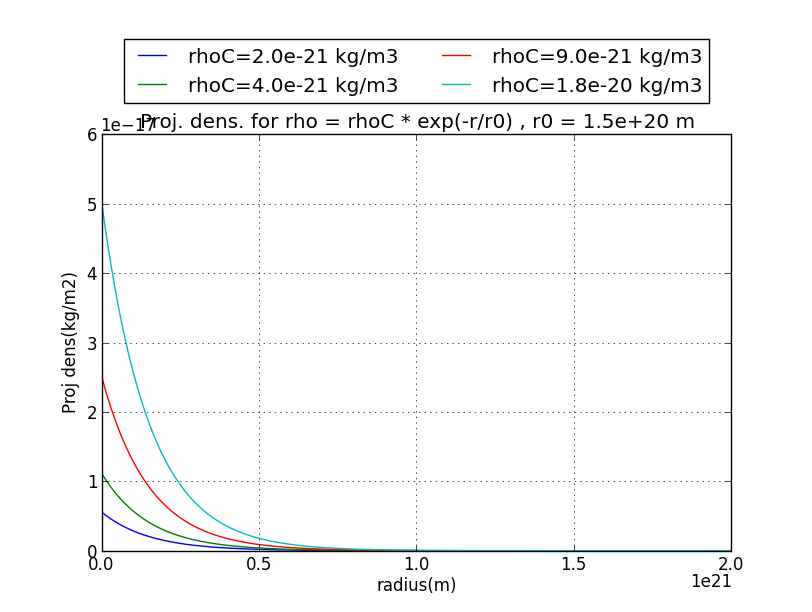 rhoC=2.0e-21 kg/m3 rhoC=9.0e-21 kg/m3
rhoC=4.0e-21 kg/m3 rhoC=1.8e-20 kg/m3
Proj. dens. for rho = rhoC * exp(-r/r0) , r0 = 1.5e+20 m
1e−17
6
5
4
3
2
1
0
Proj dens(kg/m2)
0.0 0.5 1.0 1.5 2.0
1e21
radius(m)